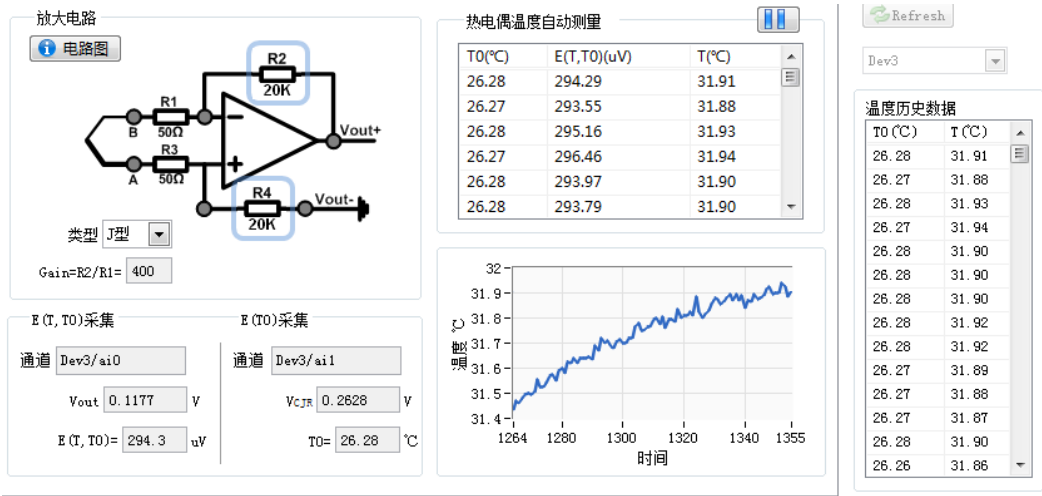 放大电路
电路图
R2
20K
R1
50Ω
B
Vout+
R3
50Ω
A
R4
20K
Vout-
类型 J型
Gain=R2/R1= 400
E(T,T0)采集
通道 Dev3/ai0
Vout 0.1177 V
E(T,T0)= 294.3 uV
E(T0)采集
通道 Dev3/ai1
VCJR 0.2628 V
T0= 26.28 ℃
热电偶温度自动测量
T0(℃) E(T,T0)(uV) T(℃)
26.28 294.29 31.91
26.27 293.55 31.88
26.28 295.16 31.93
26.27 296.46 31.94
26.28 293.97 31.90
26.28 293.79 31.90
温度 ℃
32
31.9
31.8
31.7
31.6
31.5
31.4
1264 1280 1300 1320 1340 1355
时间
Refresh
Dev3
温度历史数据
T0(℃) T(℃)
26.28 31.91
26.27 31.88
26.28 31.93
26.27 31.94
26.28 31.90
26.28 31.90
26.28 31.90
26.28 31.92
26.28 31.92
26.27 31.89
26.27 31.88
26.27 31.87
26.28 31.90
26.26 31.86